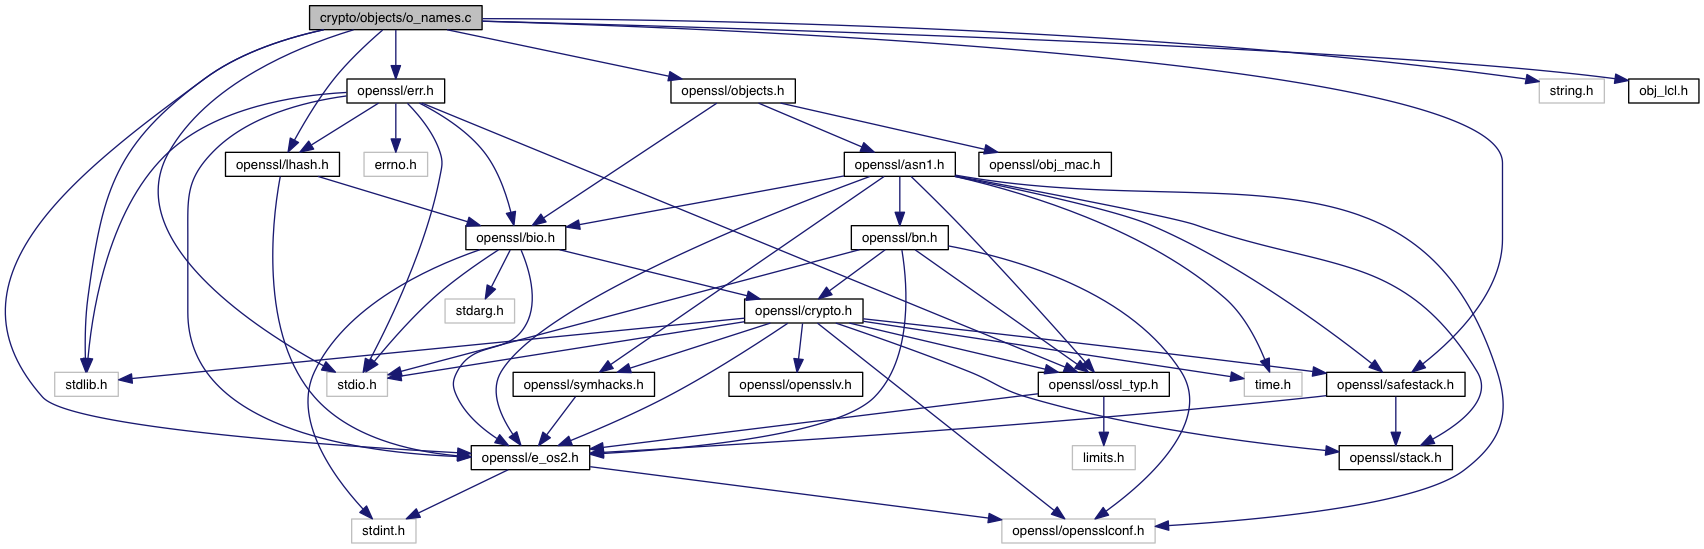 crypto/objects/o_names.c
openssl/err.h
openssl/objects.h
string.h
obj_lcl.h
openssl/lhash.h
errno.h
openssl/asn1.h
openssl/obj_mac.h
openssl/bio.h
openssl/bn.h
stdarg.h
openssl/crypto.h
stdlib.h
stdio.h
openssl/symhacks.h
openssl/opensslv.h
openssl/ossl_typ.h
time.h
openssl/safestack.h
openssl/e_os2.h
limits.h
openssl/stack.h
stdint.h
openssl/opensslconf.h